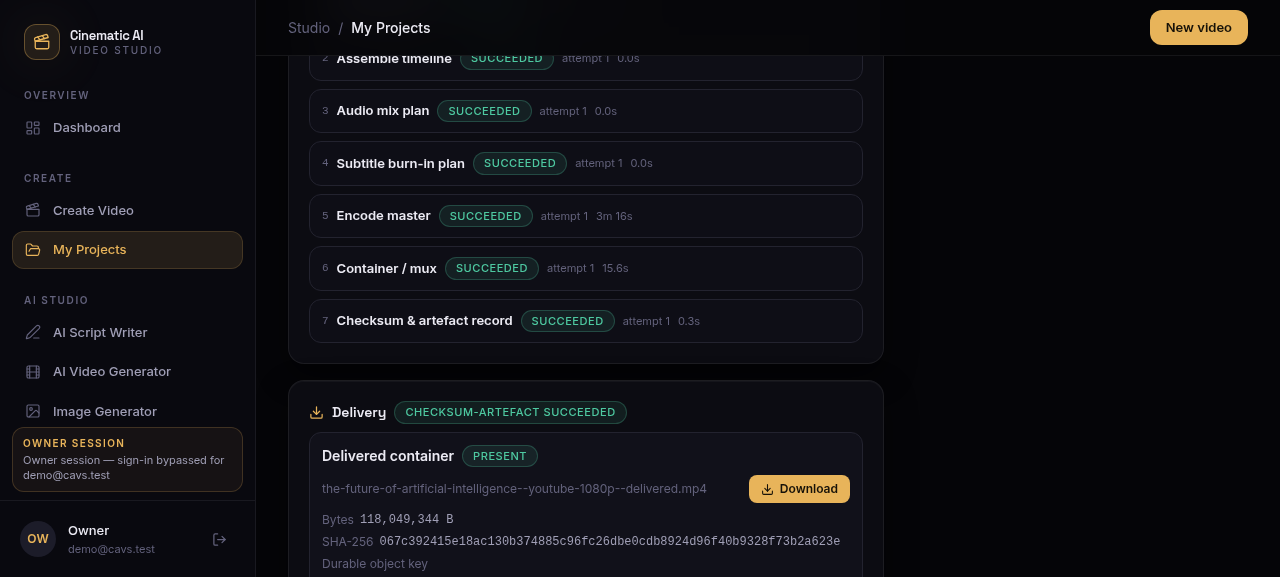 Cinematic AI
VIDEO STUDIO
OVERVIEW
Dashboard
CREATE
Create Video
My Projects
AI STUDIO
AI Script Writer
AI Video Generator
Image Generator
OWNER SESSION
Owner session — sign-in bypassed for
demo@cavs.test
OW
Owner
demo@cavs.test
Studio / My Projects
New video
2 Assemble timeline SUCCEEDED attempt 1 0.0s
3 Audio mix plan SUCCEEDED attempt 1 0.0s
4 Subtitle burn-in plan SUCCEEDED attempt 1 0.0s
5 Encode master SUCCEEDED attempt 1 3m 16s
6 Container / mux SUCCEEDED attempt 1 15.6s
7 Checksum & artefact record SUCCEEDED attempt 1 0.3s
Delivery CHECKSUM-ARTEFACT SUCCEEDED
Delivered container PRESENT
the-future-of-artificial-intelligence--youtube-1080p--delivered.mp4
Download
Bytes 118,049,344 B
SHA-256 067c392415e18ac130b374885c96fc26dbe0cdb8924d96f40b9328f73b2a623e
Durable object key